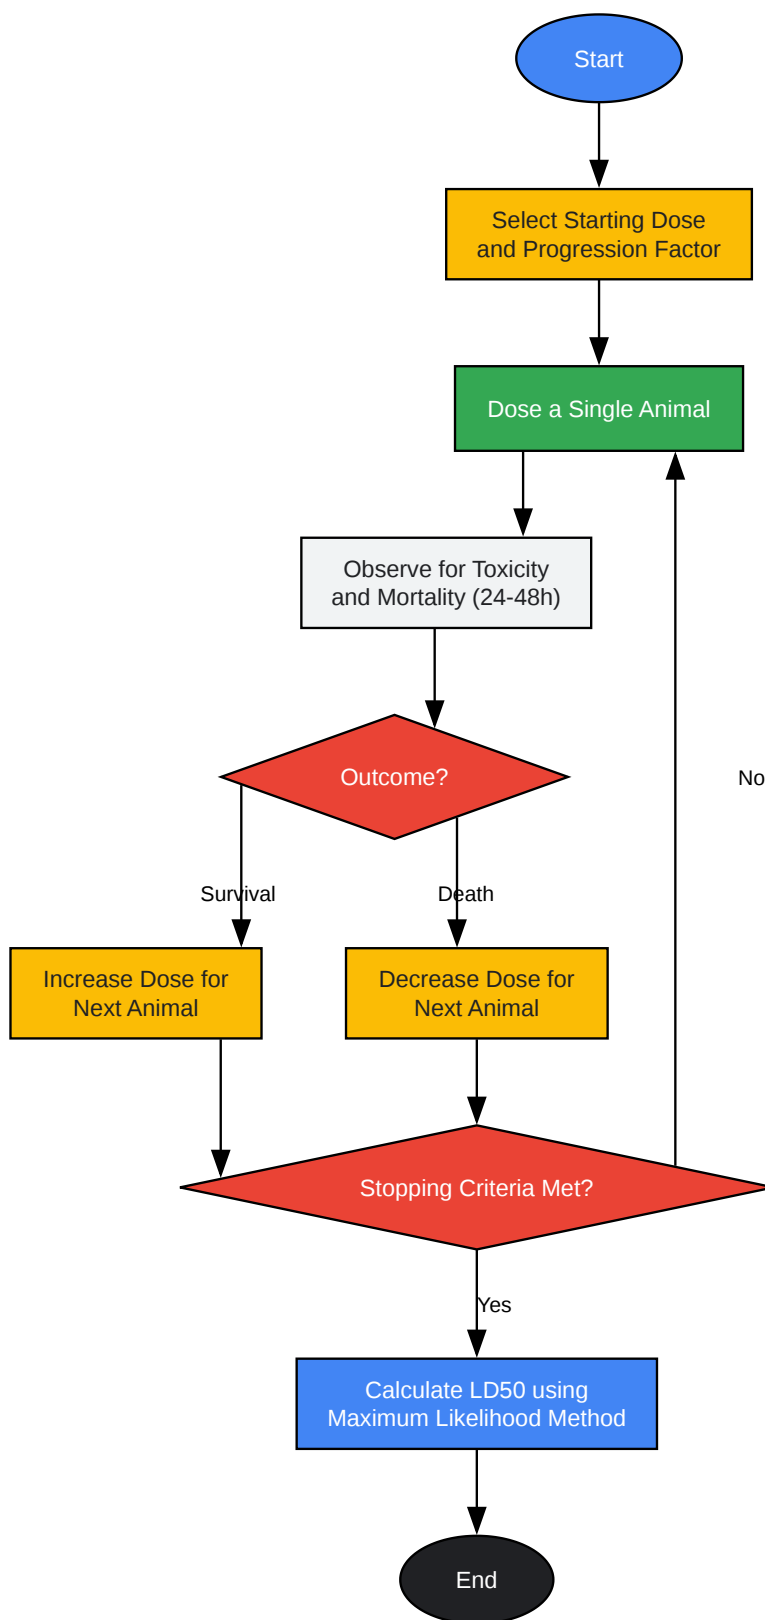 Start
Select Starting Dose
and Progression Factor
Dose a Single Animal
Observe for Toxicity
and Mortality (24-48h)
Outcome?
No
Survival
Death
Increase Dose for
Next Animal
Decrease Dose for
Next Animal
Stopping Criteria Met?
Yes
Calculate LD50 using
Maximum Likelihood Method
End